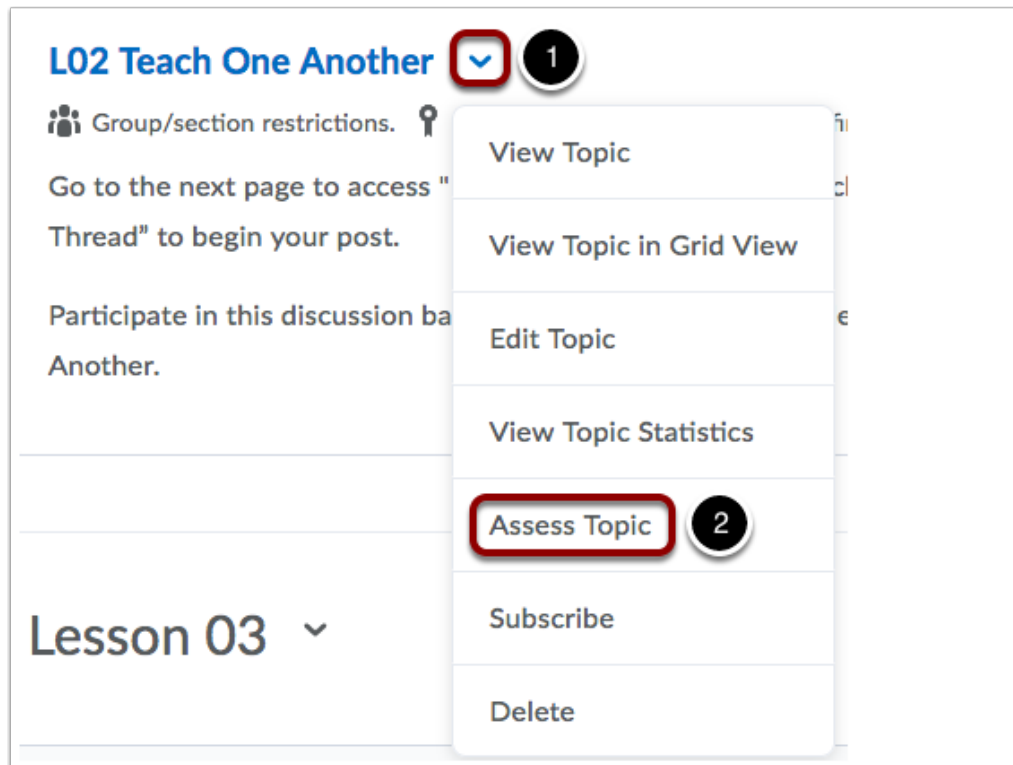 L02 Teach One Another
1
Group/section restrictions.
Go to the next page to access "
Thread” to begin your post.
Participate in this discussion ba
Another.
View Topic
View Topic in Grid View
Edit Topic
View Topic Statistics
Assess Topic
2
Subscribe
Delete
Lesson 03